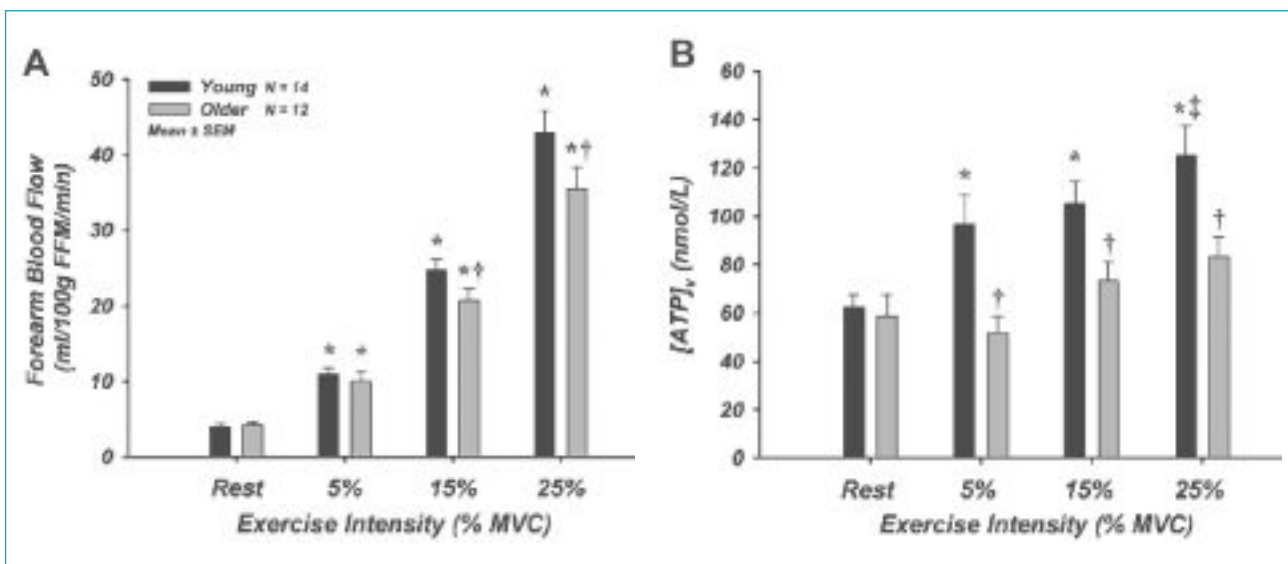 A
Young N = 14
Older N = 12
Mean ± SEM
Forearm Blood Flow
(ml/100g FFM/min)
50
40
30
20
10
0
* *
* *†
* *†
Rest 5% 15% 25%
Exercise Intensity (% MVC)
B
[ATP]v (nmol/L)
60
140
120
100
80
60
40
20
0
* †
* †
*‡ †
Rest 5% 15% 25%
Exercise Intensity (% MVC)